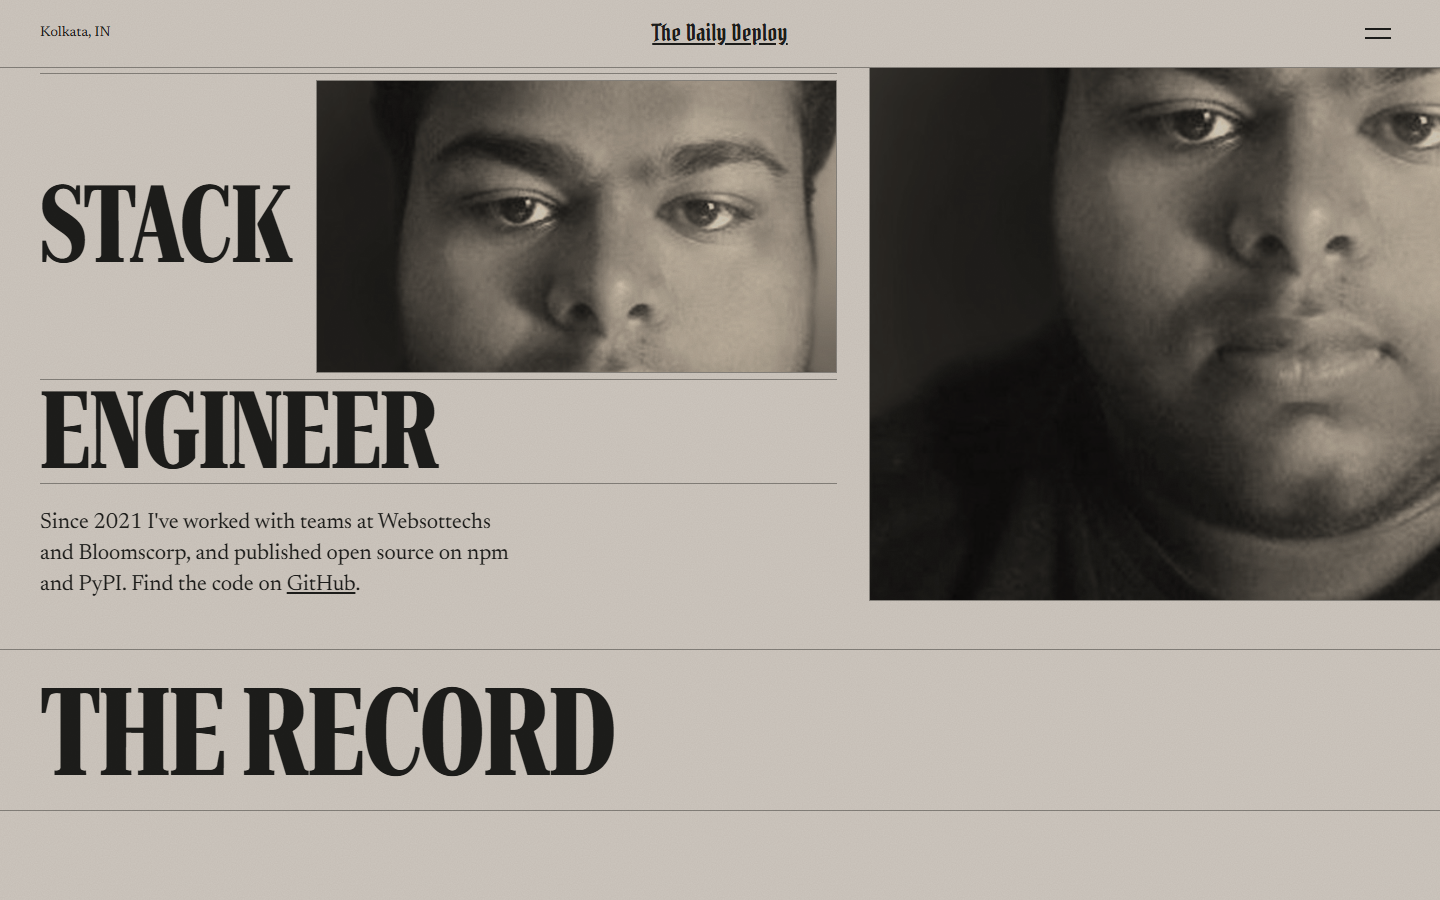 Kolkata, IN
The Daily Deploy
STACK
ENGINEER
Since 2021 I've worked with teams at Websottechs
and Bloomscorp, and published open source on npm
and PyPI. Find the code on GitHub.
THE RECORD